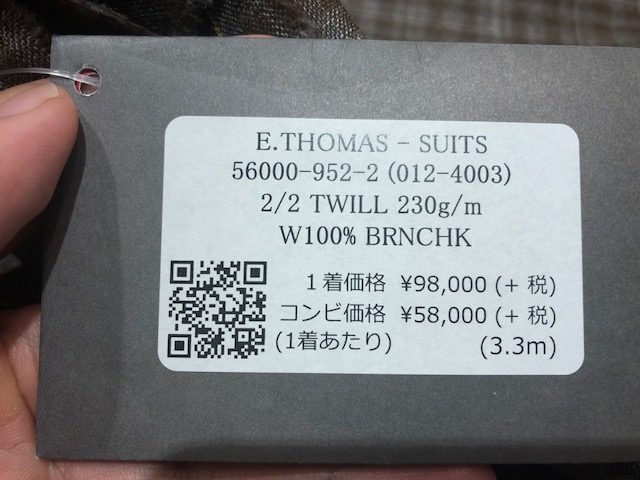 E.THOMAS - SUITS
56000-952-2 (012-4003)
2/2 TWILL 230g/m
W100% BRNCHK
1着価格 ¥98,000 (+ 税)
コンビ価格 ¥58,000 (+ 税)
(1着あたり) (3.3m)